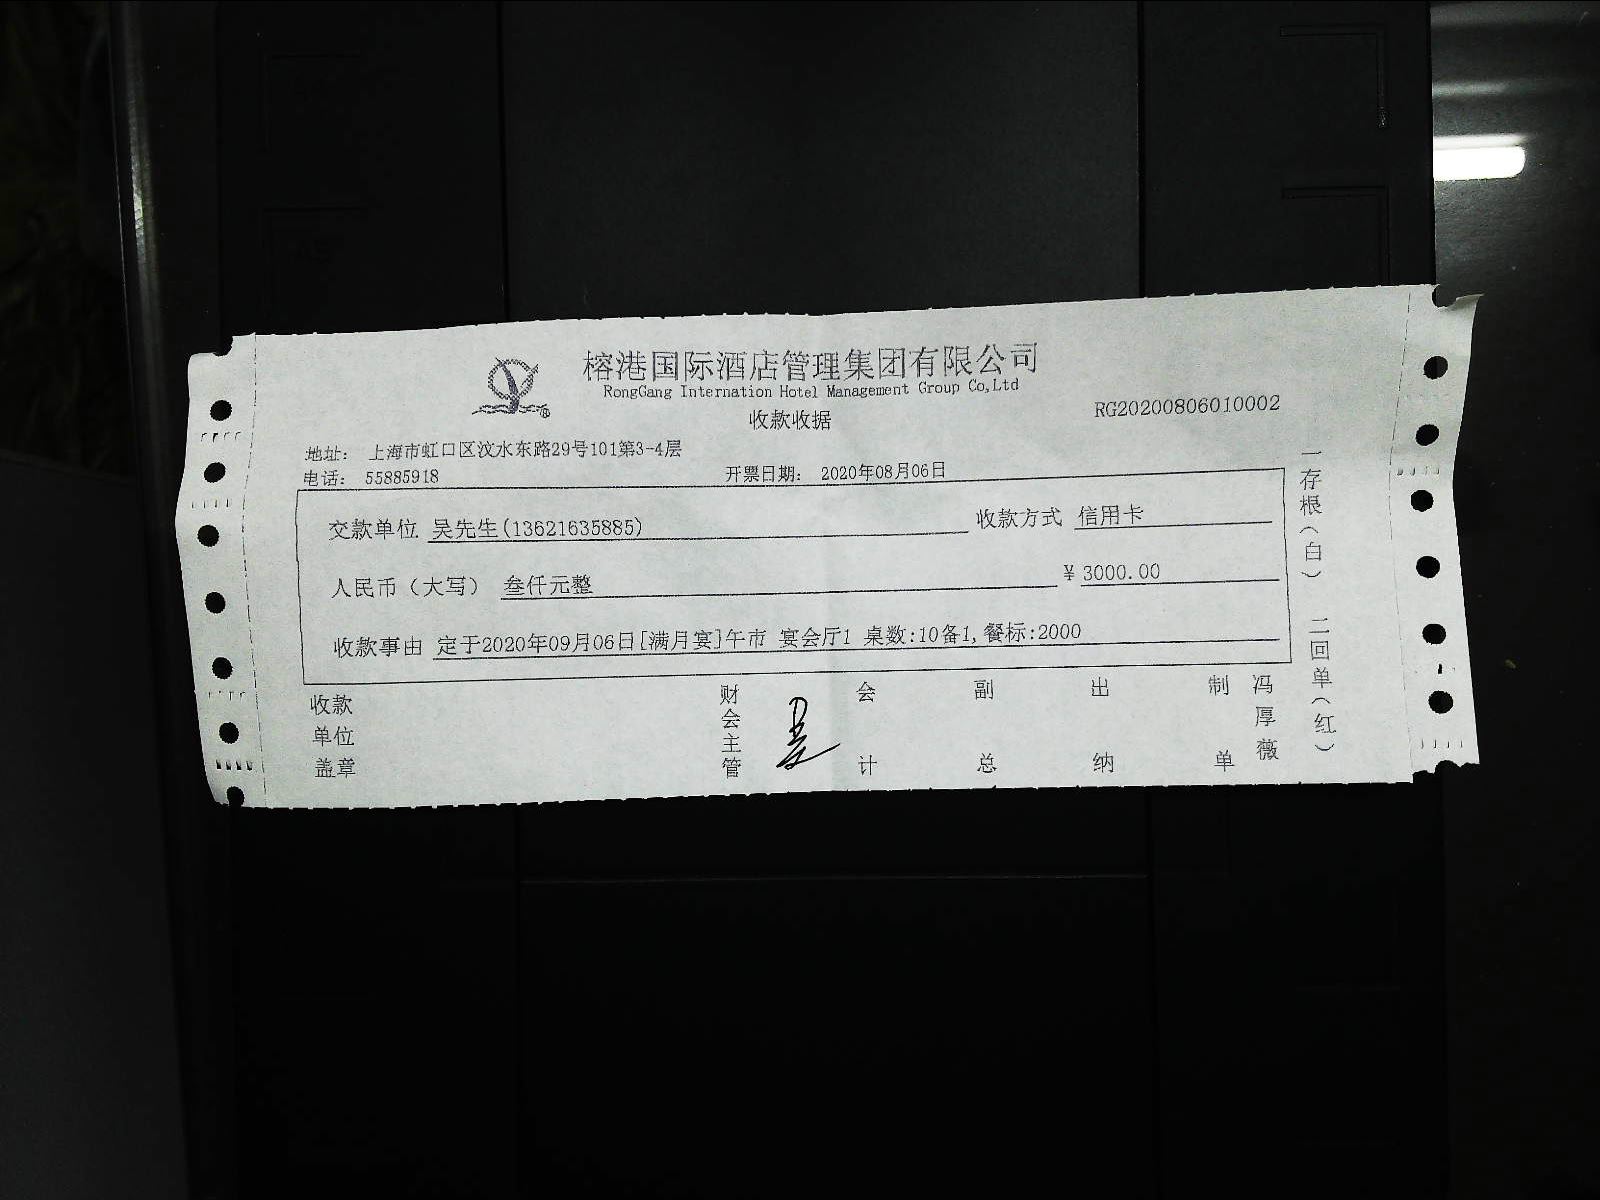 榕港国际酒店管理集团有限公司
RongGang Internation Hotel Management Group Co,Ltd
收款收据
RG20200806010002
地址： 上海市虹口区汶水东路29号101第3-4层
电话： 55885918 开票日期： 2020年08月06日
交款单位 吴先生(13621635885) 收款方式 信用卡
人民币（大写） 叁仟元整 ¥ 3000.00
收款事由 定于2020年09月06日[满月宴]午市 宴会厅1 桌数:10备1,餐标:2000
收款单位盖章 财会主管 会计 副总 出纳 制单 冯厚薇
一存根（白） 二回单（红）